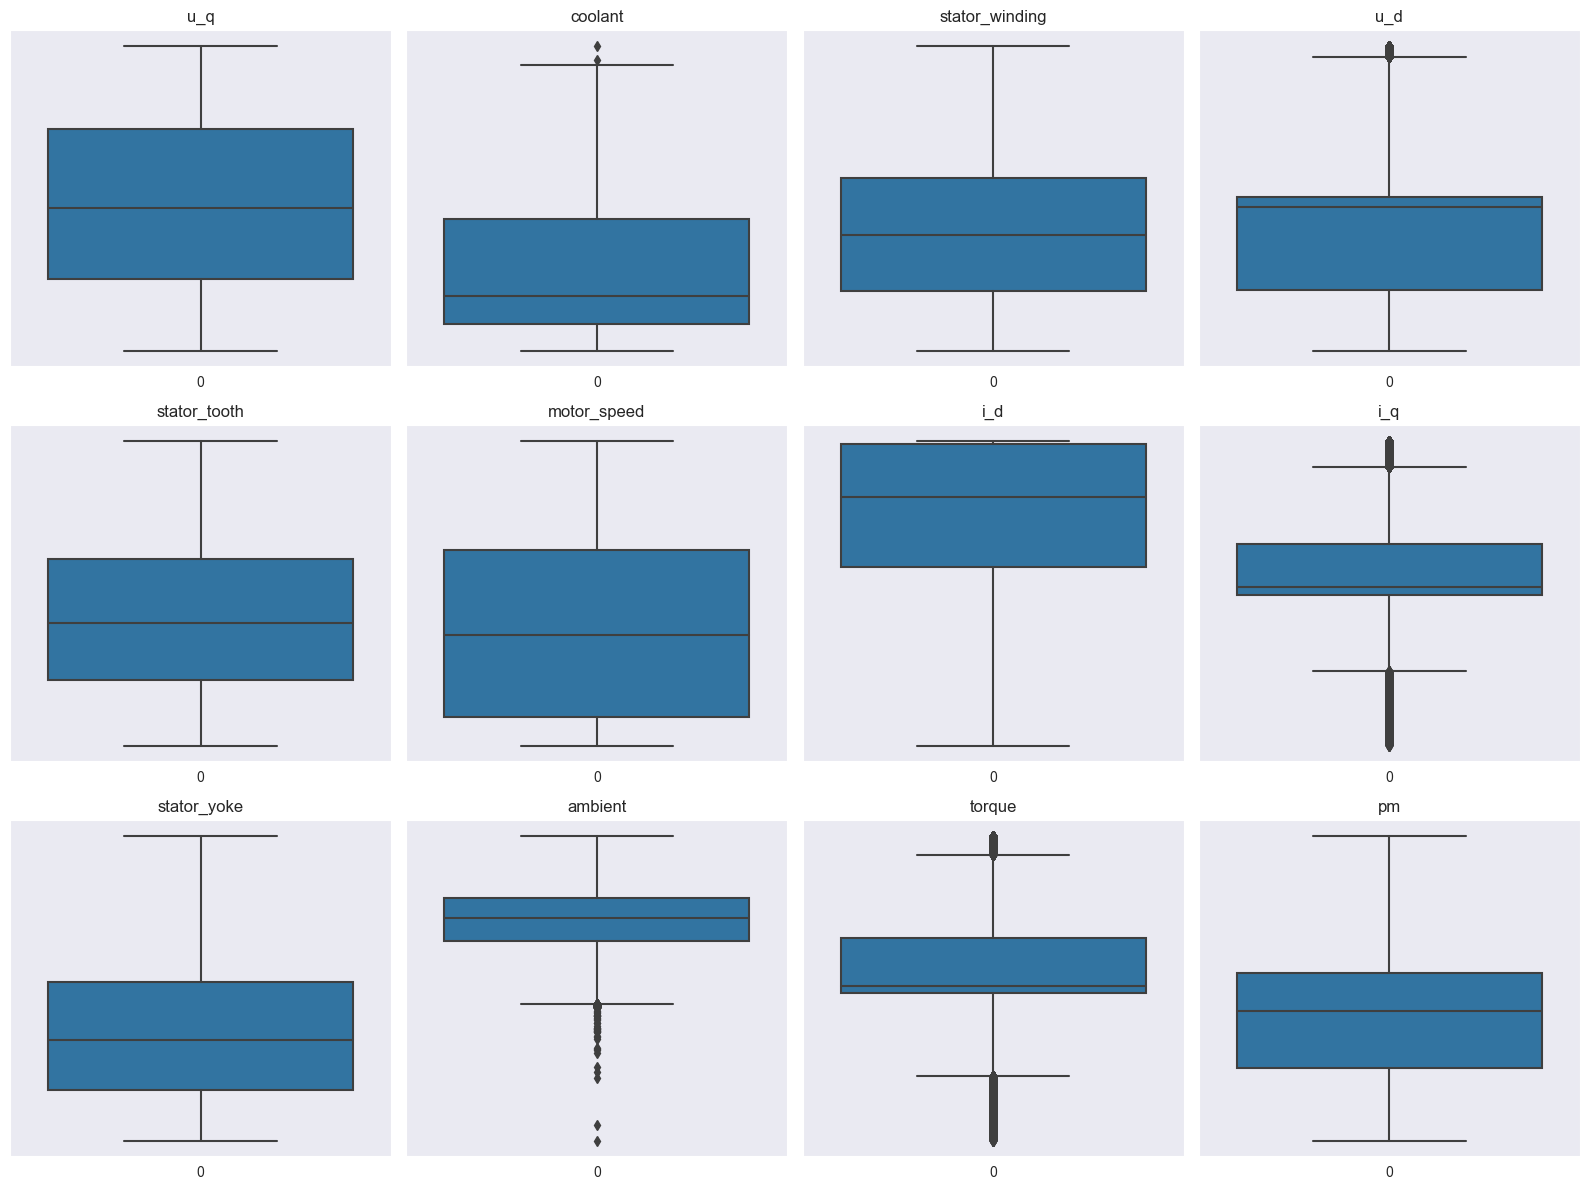 u_q coolant stator_winding u_d
0 0 0 0
stator_tooth motor_speed i_d i_q
0 0 0 0
stator_yoke ambient torque pm
0 0 0 0